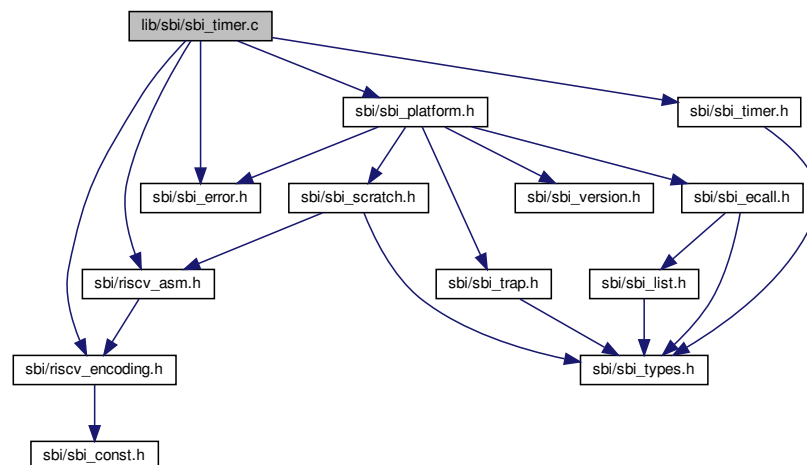 lib/sbi/sbi_timer.c
sbi/sbi_platform.h
sbi/sbi_timer.h
sbi/sbi_error.h
sbi/sbi_scratch.h
sbi/sbi_version.h
sbi/sbi_ecall.h
sbi/riscv_asm.h
sbi/sbi_trap.h
sbi/sbi_list.h
sbi/riscv_encoding.h
sbi/sbi_types.h
sbi/sbi_const.h